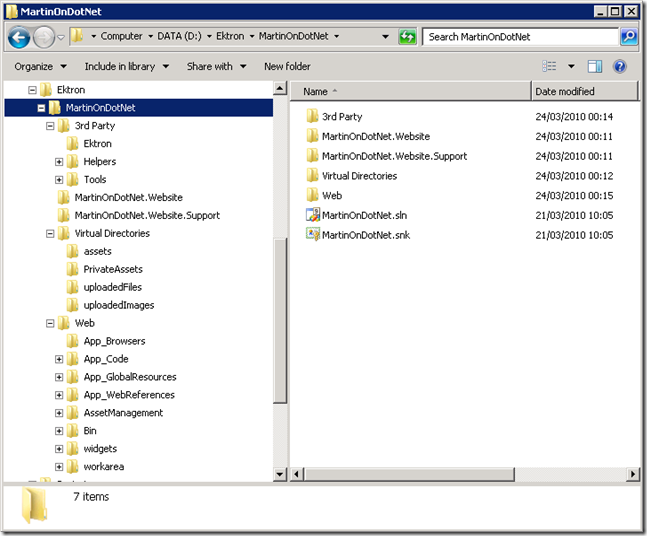 MartinOnDotNet
Computer DATA (D:) Ektron MartinOnDotNet Search MartinOnDotNet
Organize Include in library Share with New folder
Ektron
MartinOnDotNet
3rd Party
Ektron
Helpers
Tools
MartinOnDotNet.Website
MartinOnDotNet.Website.Support
Virtual Directories
assets
PrivateAssets
uploadedFiles
uploadedImages
Web
App_Browsers
App_Code
App_GlobalResources
App_WebReferences
AssetManagement
Bin
widgets
workarea
Name Date modified
3rd Party 24/03/2010 00:14
MartinOnDotNet.Website 24/03/2010 00:11
MartinOnDotNet.Website.Support 24/03/2010 00:11
Virtual Directories 24/03/2010 00:12
Web 24/03/2010 00:15
MartinOnDotNet.sln 21/03/2010 10:05
MartinOnDotNet.snk 21/03/2010 10:05
7 items